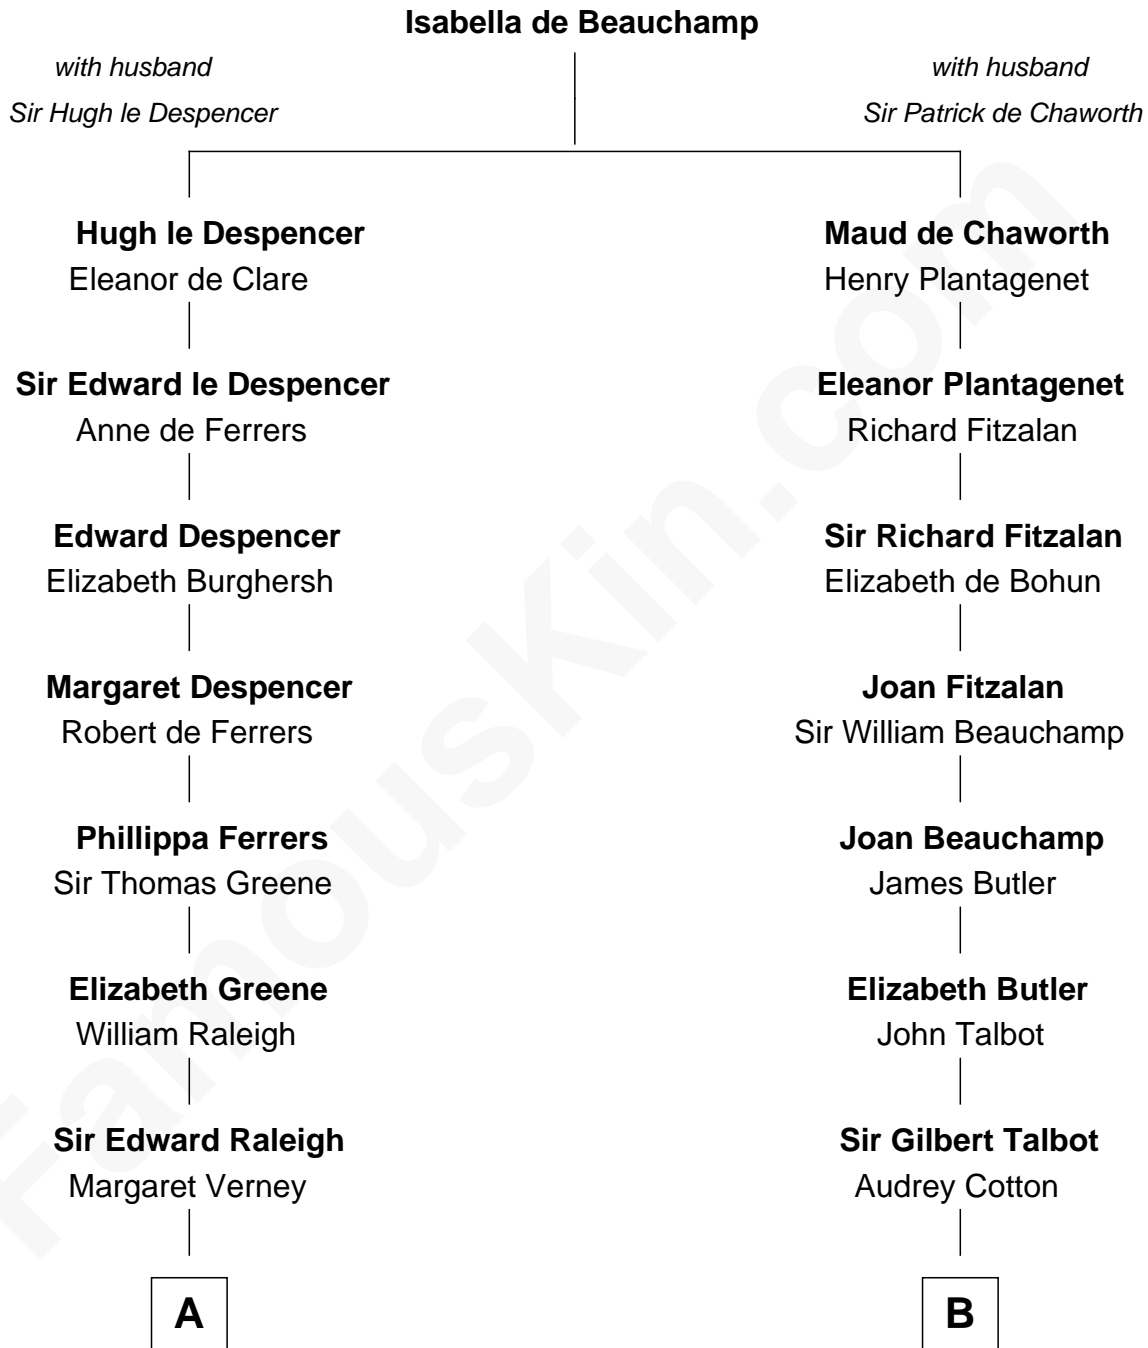 Isabella de Beauchamp
with husband
Sir Hugh le Despencer
with husband
Sir Patrick de Chaworth
Hugh le Despencer
Eleanor de Clare
Maud de Chaworth
Henry Plantagenet
Sir Edward le Despencer
Anne de Ferrers
Eleanor Plantagenet
Richard Fitzalan
Edward Despencer
Elizabeth Burghersh
Sir Richard Fitzalan
Elizabeth de Bohun
Margaret Despencer
Robert de Ferrers
Joan Fitzalan
Sir William Beauchamp
Phillippa Ferrers
Sir Thomas Greene
Joan Beauchamp
James Butler
Elizabeth Greene
William Raleigh
Elizabeth Butler
John Talbot
Sir Edward Raleigh
Margaret Verney
Sir Gilbert Talbot
Audrey Cotton
A
B
FamousKin.com